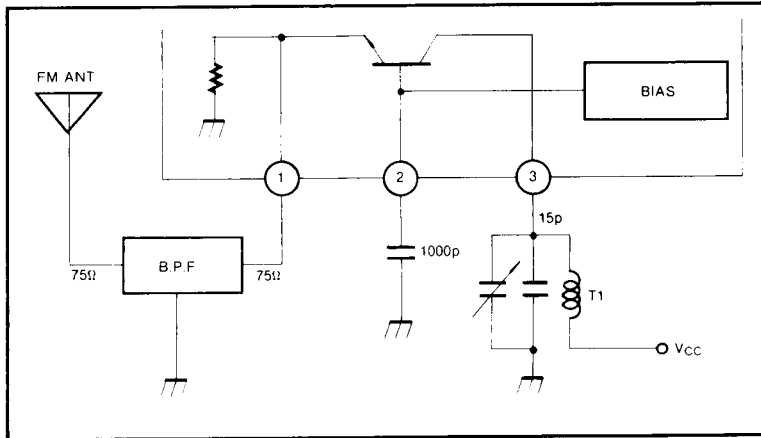 FM ANT
BIAS
1
2
3
15p
1000p
75Ω
B.P.F
75Ω
T1
VCC